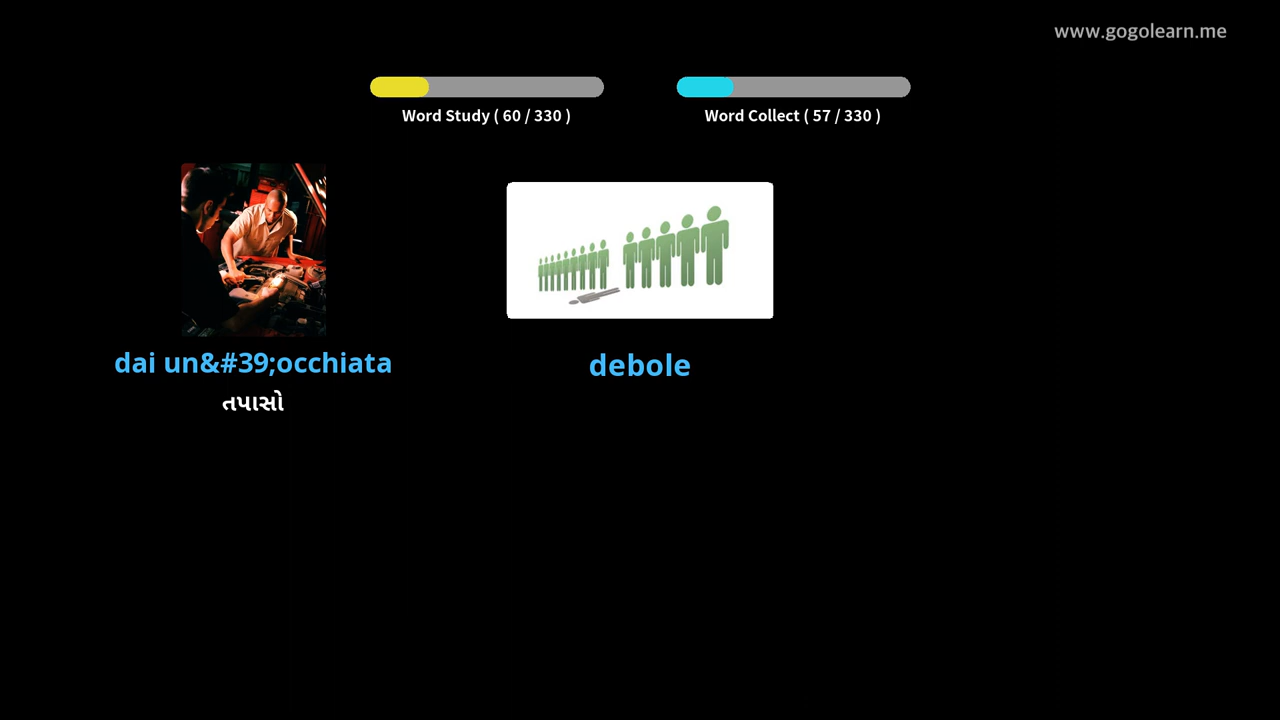 www.gogolearn.me
Word Study ( 60 / 330 )
Word Collect ( 57 / 330 )
dai un&#39;occhiata
debole
તપાસો